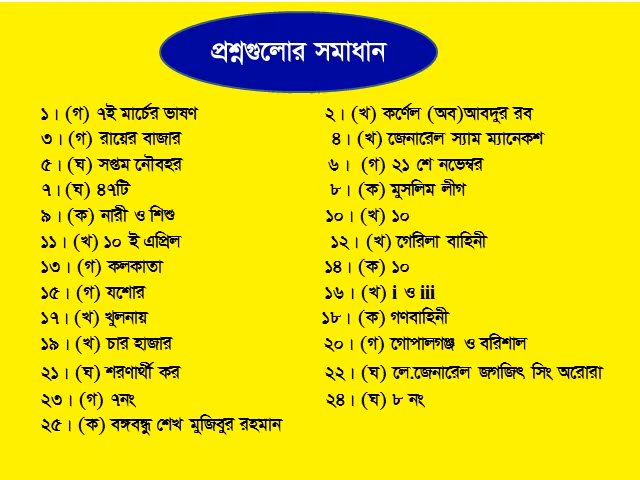 প্রশ্নগুলোর সমাধান
১। (গ) ৭ই মার্চের ভাষণ
২। (খ) কর্ণেল (অব)আবদুর রব
৩। (গ) রায়ের বাজার
৪। (খ) জেনারেল স্যাম ম্যানেকশ
৫। (ঘ) সপ্তম নৌবহর
৬। (গ) ২১ শে নভেম্বর
৭। (ঘ) ৪৭টি
৮। (ক) মুসলিম লীগ
৯। (ক) নারী ও শিশু
১০। (খ) ১০
১১। (খ) ১০ ই এপ্রিল
১২। (খ) গেরিলা বাহিনী
১৩। (গ) কলকাতা
১৪। (ক) ১০
১৫। (গ) যশোর
১৬। (খ) i ও iii
১৭। (খ) খুলনায়
১৮। (ক) গণবাহিনী
১৯। (খ) চার হাজার
২০। (গ) গোপালগঞ্জ ও বরিশাল
২১। (ঘ) শরণার্থী কর
২২। (ঘ) লে.জেনারেল জগজিৎ সিং অরোরা
২৩। (গ) ৭নং
২৪। (ঘ) ৮ নং
২৫। (ক) বঙ্গবন্ধু শেখ মুজিবুর রহমান